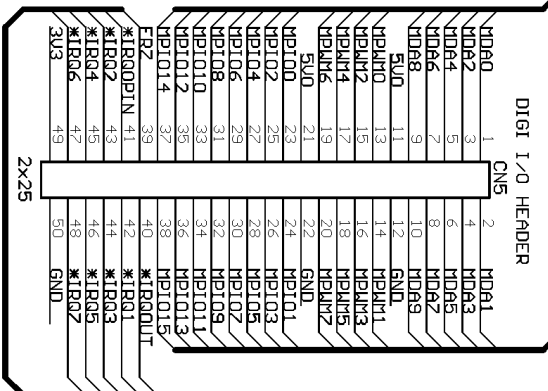 DIGI I/O HEADER
CN5
MDA0 1 2 MDA1
MDA2 3 4 MDA3
MDA4 5 6 MDA5
MDA6 7 8 MDA7
MDA8 9 10 MDA9
5V0 11 12 GND
MPWM0 13 14 MPWM1
MPWM2 15 16 MPWM3
MPWM4 17 18 MPWM5
MPWM6 19 20 MPWM7
5V0 21 22 GND
MPIO0 23 24 MPIO1
MPIO2 25 26 MPIO3
MPIO4 27 28 MPIO5
MPIO6 29 30 MPIO7
MPIO8 31 32 MPIO9
MPIO10 33 34 MPIO11
MPIO12 35 36 MPIO13
MPIO14 37 38 MPIO15
FRZ 39 40 *IRQOUT
*IRQ0PIN 41 42 *IRQ1
*IRQ2 43 44 *IRQ3
*IRQ4 45 46 *IRQ5
*IRQ6 47 48 *IRQ7
3V3 49 50 GND
2x25